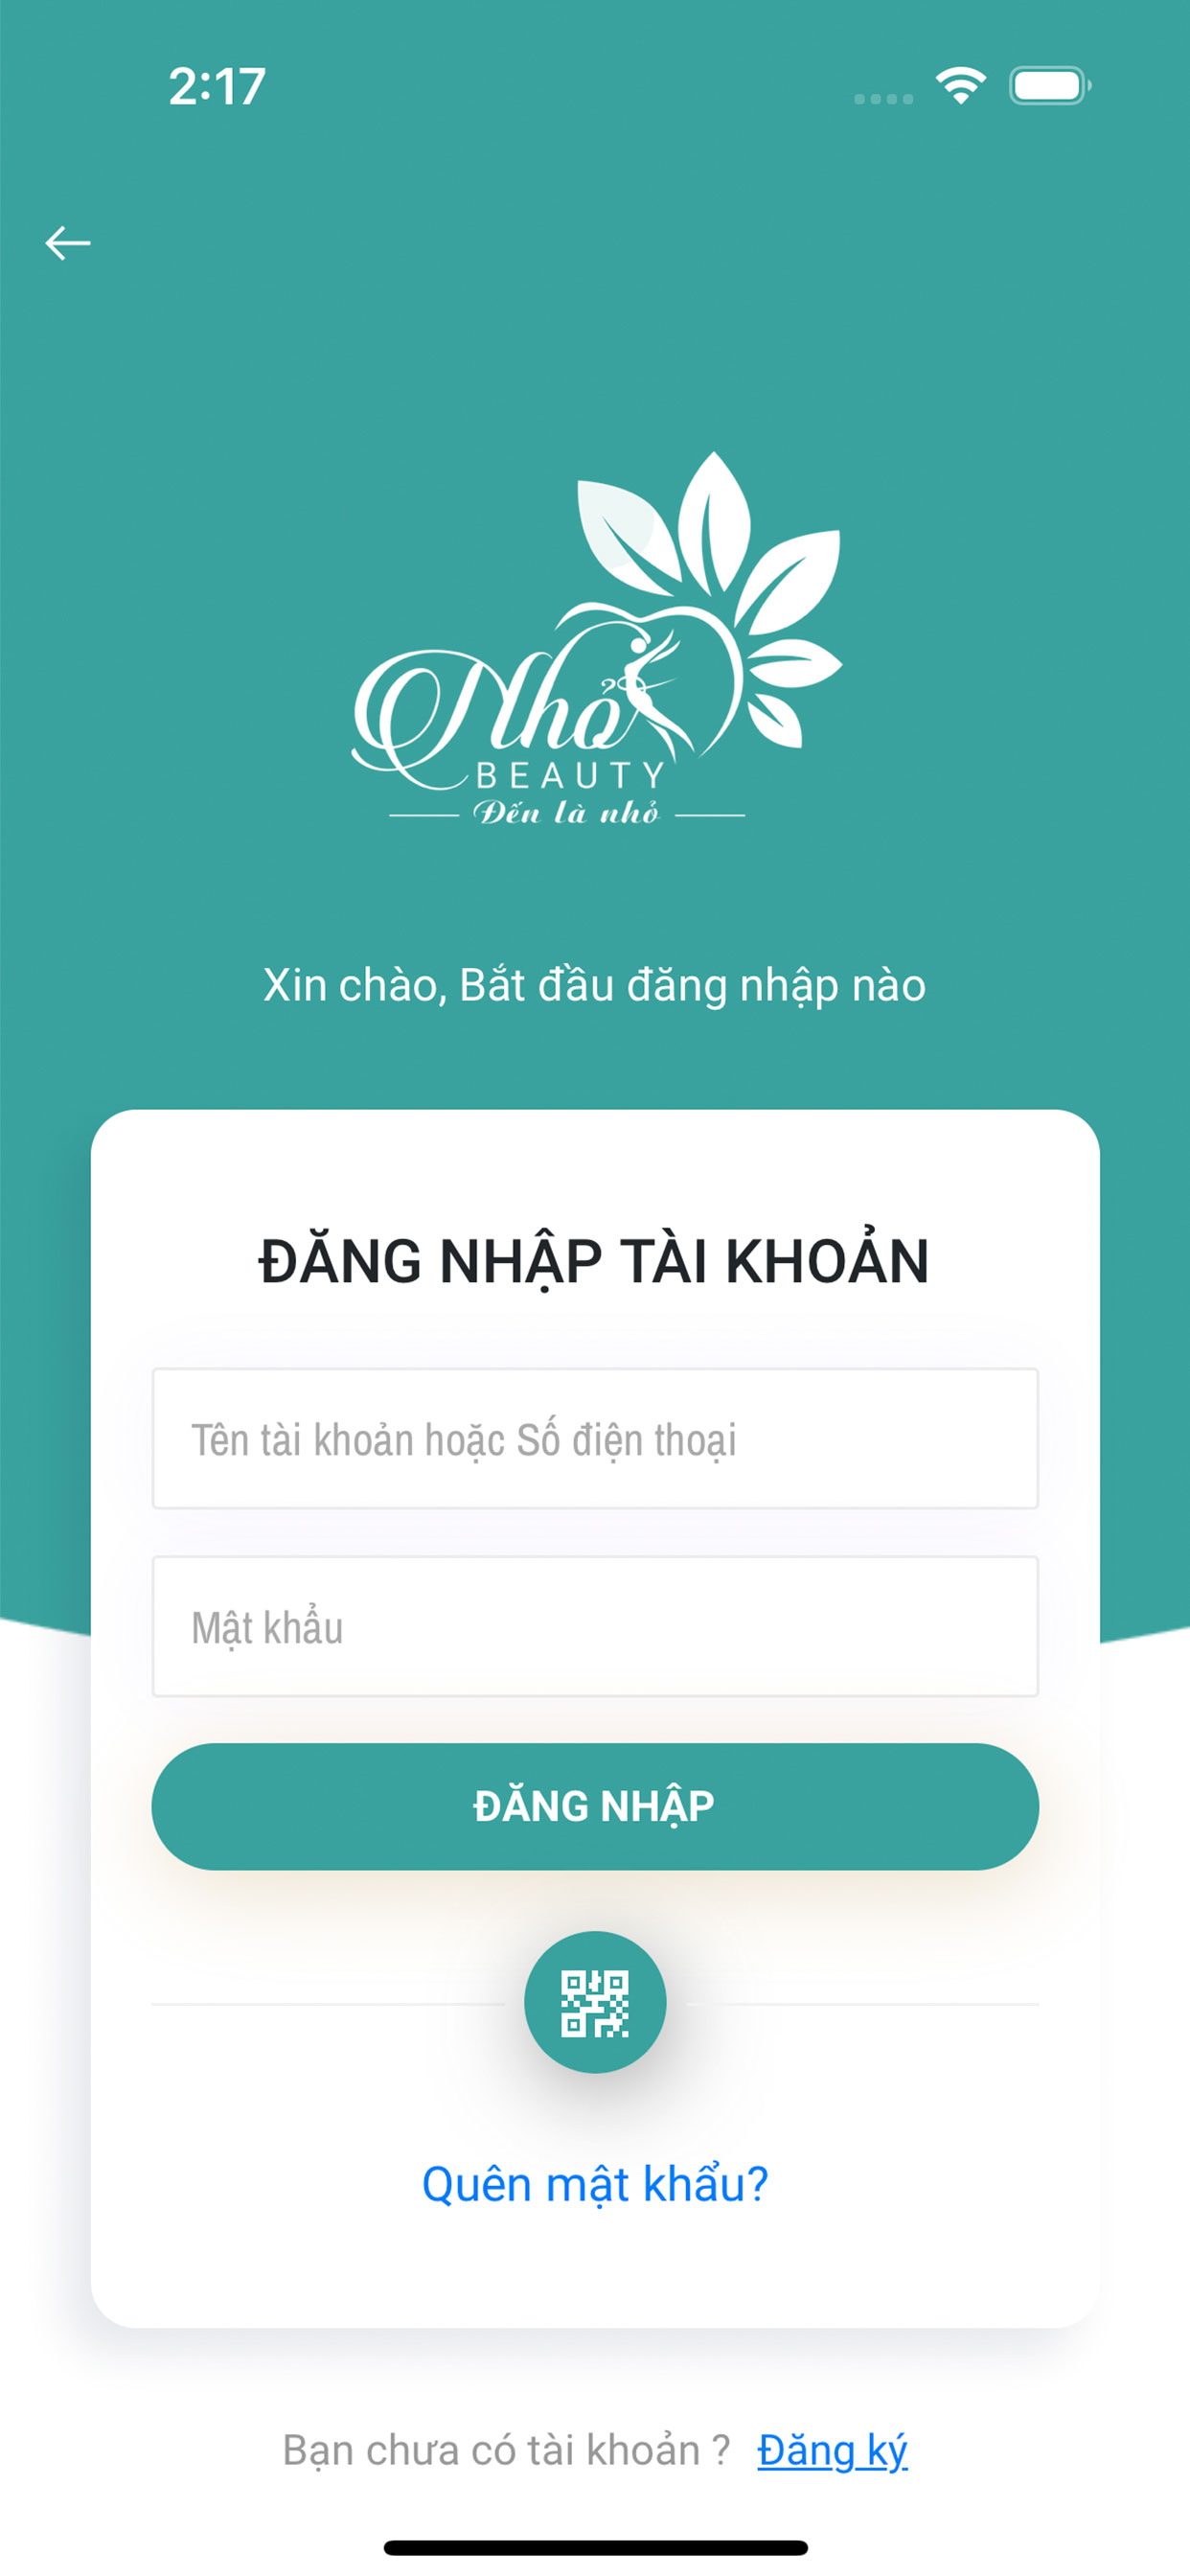 2:17
Nhỏ
BEAUTY
Đến là nhỏ
Xin chào, Bắt đầu đăng nhập nào
ĐĂNG NHẬP TÀI KHOẢN
Tên tài khoản hoặc Số điện thoại
Mật khẩu
ĐĂNG NHẬP
Quên mật khẩu?
Bạn chưa có tài khoản ? Đăng ký